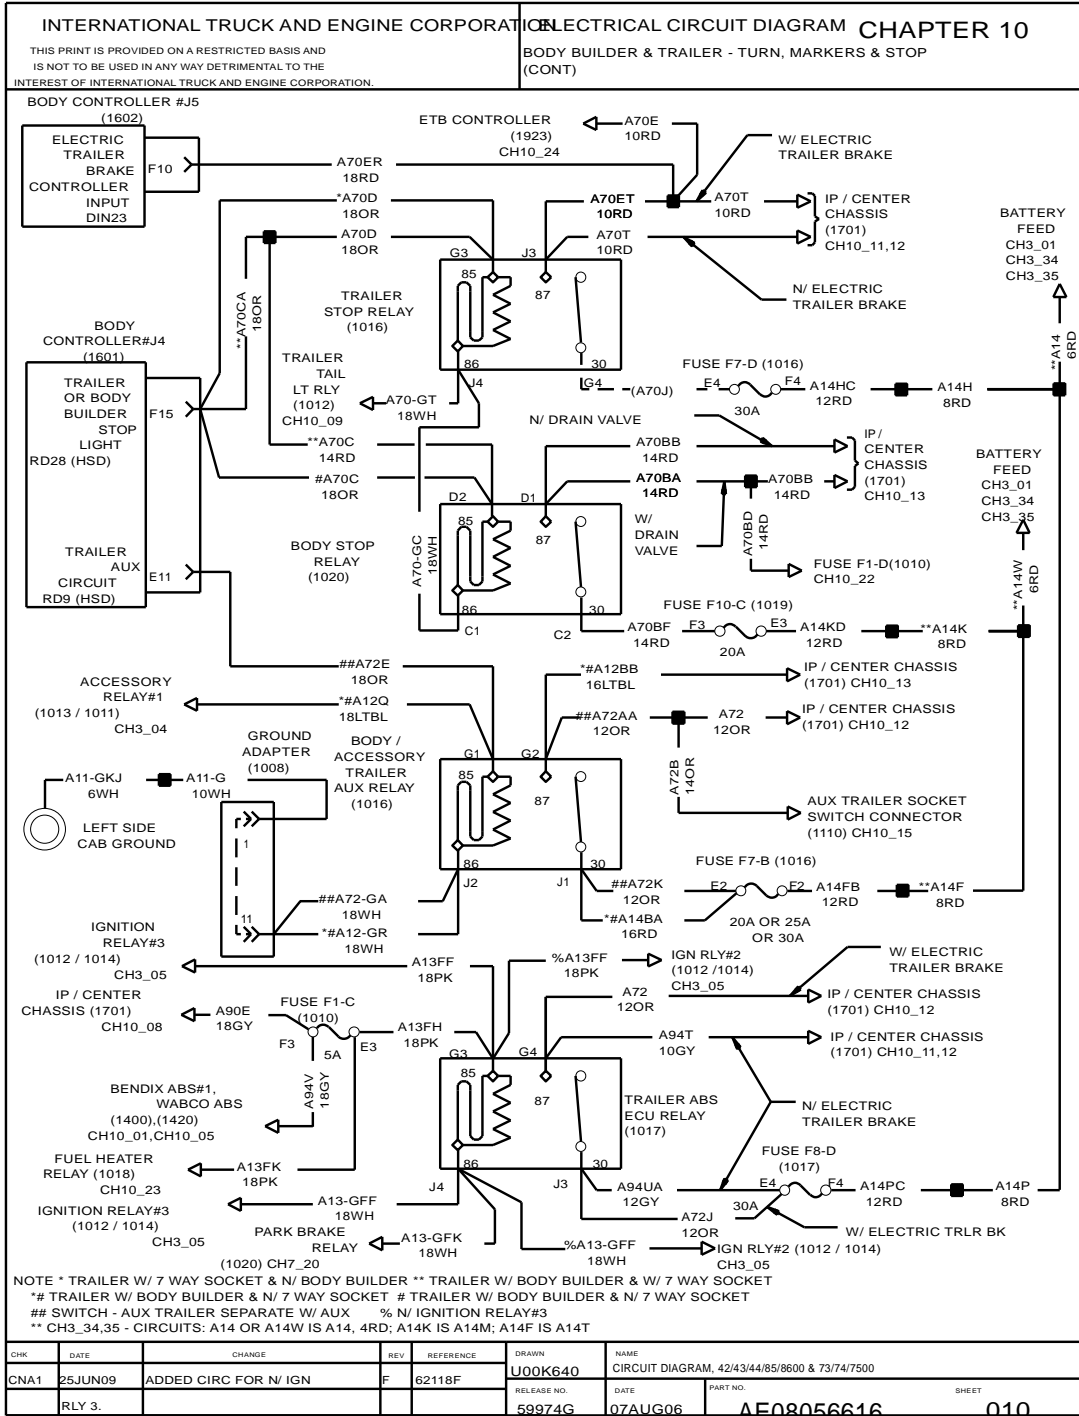 INTERNATIONAL TRUCK AND ENGINE CORPORATION
THIS PRINT IS PROVIDED ON A RESTRICTED BASIS AND
IS NOT TO BE USED IN ANY WAY DETRIMENTAL TO THE
INTEREST OF INTERNATIONAL TRUCK AND ENGINE CORPORATION.
ELECTRICAL CIRCUIT DIAGRAM CHAPTER 10
BODY BUILDER & TRAILER - TURN, MARKERS & STOP
(CONT)
BODY CONTROLLER #J5
(1602)
ELECTRIC
TRAILER
BRAKE
CONTROLLER
INPUT
DIN23
F10
A70ER
18RD
ETB CONTROLLER
(1923)
CH10_24
A70E
10RD
W/ ELECTRIC
TRAILER BRAKE
*A70D
18OR
A70D
18OR
A70ET
10RD
A70T
10RD
A70T
10RD
IP / CENTER
CHASSIS
(1701)
CH10_11,12
N/ ELECTRIC
TRAILER BRAKE
BATTERY
FEED
CH3_01
CH3_34
CH3_35
**A14
6RD
**A70CA
18OR
G3
J3
85
87
86
30
J4
G4
TRAILER
STOP RELAY
(1016)
BODY
CONTROLLER#J4
(1601)
TRAILER
OR BODY
BUILDER
STOP
LIGHT
RD28 (HSD)
F15
TRAILER
AUX
CIRCUIT
RD9 (HSD)
E11
TRAILER
TAIL
LT RLY
(1012)
CH10_09
A70-GT
18WH
(A70J)
FUSE F7-D (1016)
E4
F4
30A
A14HC
12RD
A14H
8RD
N/ DRAIN VALVE
**A70C
14RD
#A70C
18OR
A70BB
14RD
A70BA
14RD
A70BB
14RD
IP/
CENTER
CHASSIS
(1701)
CH10_13
BATTERY
FEED
CH3_01
CH3_34
CH3_35
**A14W
6RD
W/
DRAIN
VALVE
A70BD
14RD
FUSE F1-D(1010)
CH10_22
D2
D1
85
87
86
30
C1
C2
BODY STOP
RELAY
(1020)
A70-GC
18WH
A70BF
14RD
FUSE F10-C (1019)
F3
E3
20A
A14KD
12RD
**A14K
8RD
##A72E
18OR
*#A12Q
18LTBL
ACCESSORY
RELAY#1
(1013 / 1011)
CH3_04
*#A12BB
16LTBL
IP / CENTER CHASSIS
(1701) CH10_13
##A72AA
12OR
A72
12OR
IP / CENTER CHASSIS
(1701) CH10_12
A72B
14OR
AUX TRAILER SOCKET
SWITCH CONNECTOR
(1110) CH10_15
GROUND
ADAPTER
(1008)
BODY /
ACCESSORY
TRAILER
AUX RELAY
(1016)
G1
G2
85
87
86
30
J2
J1
A11-GKJ
6WH
A11-G
10WH
LEFT SIDE
CAB GROUND
1
11
##A72-GA
18WH
*#A12-GR
18WH
##A72K
12OR
*#A14BA
16RD
FUSE F7-B (1016)
E2
F2
20A OR 25A
OR 30A
A14FB
12RD
**A14F
8RD
IGNITION
RELAY#3
(1012 / 1014)
CH3_05
A13FF
18PK
%A13FF
18PK
IGN RLY#2
(1012 /1014)
CH3_05
W/ ELECTRIC
TRAILER BRAKE
IP / CENTER
CHASSIS (1701)
CH10_08
A90E
18GY
FUSE F1-C
(1010)
F3
E3
5A
A13FH
18PK
A72
12OR
IP / CENTER CHASSIS
(1701) CH10_12
A94T
10GY
IP / CENTER CHASSIS
(1701) CH10_11,12
G3
G4
85
87
86
30
J4
J3
TRAILER ABS
ECU RELAY
(1017)
N/ ELECTRIC
TRAILER BRAKE
A94V
18GY
BENDIX ABS#1,
WABCO ABS
(1400),(1420)
CH10_01,CH10_05
FUEL HEATER
RELAY (1018)
CH10_23
A13FK
18PK
A94UA
12GY
FUSE F8-D
(1017)
E4
F4
30A
A14PC
12RD
A14P
8RD
IGNITION RELAY#3
(1012 / 1014)
CH3_05
A13-GFF
18WH
A72J
12OR
W/ ELECTRIC TRLR BK
PARK BRAKE
RELAY
(1020) CH7_20
A13-GFK
18WH
%A13-GFF
18WH
IGN RLY#2 (1012 / 1014)
CH3_05
NOTE * TRAILER W/ 7 WAY SOCKET & N/ BODY BUILDER ** TRAILER W/ BODY BUILDER & W/ 7 WAY SOCKET
*# TRAILER W/ BODY BUILDER & N/ 7 WAY SOCKET # TRAILER W/ BODY BUILDER & N/ 7 WAY SOCKET
## SWITCH - AUX TRAILER SEPARATE W/ AUX % N/ IGNITION RELAY#3
** CH3_34,35 - CIRCUITS: A14 OR A14W IS A14, 4RD; A14K IS A14M; A14F IS A14T
CHK DATE CHANGE REV REFERENCE
CNA1 25JUN09 ADDED CIRC FOR N/ IGN F 62118F
RLY 3.
DRAWN
U00K640
NAME
CIRCUIT DIAGRAM, 42/43/44/85/8600 & 73/74/7500
RELEASE NO.
59974G
DATE
07AUG06
PART NO.
AF08056616
SHEET
010